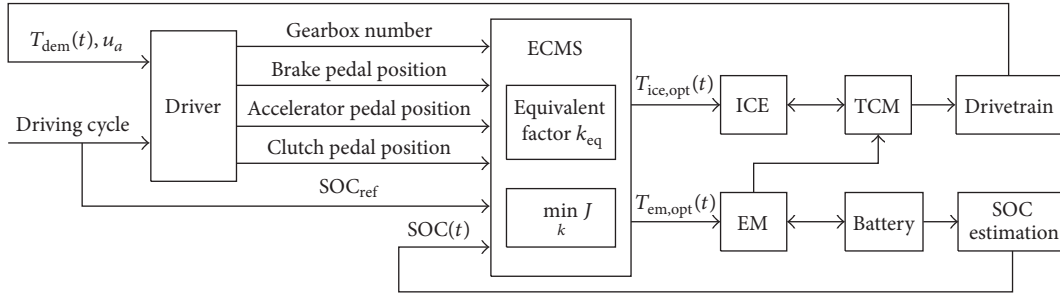 T_dem(t), u_a
Driving cycle
Driver
Gearbox number
Brake pedal position
Accelerator pedal position
Clutch pedal position
SOC_ref
SOC(t)
ECMS
Equivalent
factor k_eq
min J
k
T_ice,opt(t)
T_em,opt(t)
ICE
TCM
Drivetrain
EM
Battery
SOC
estimation